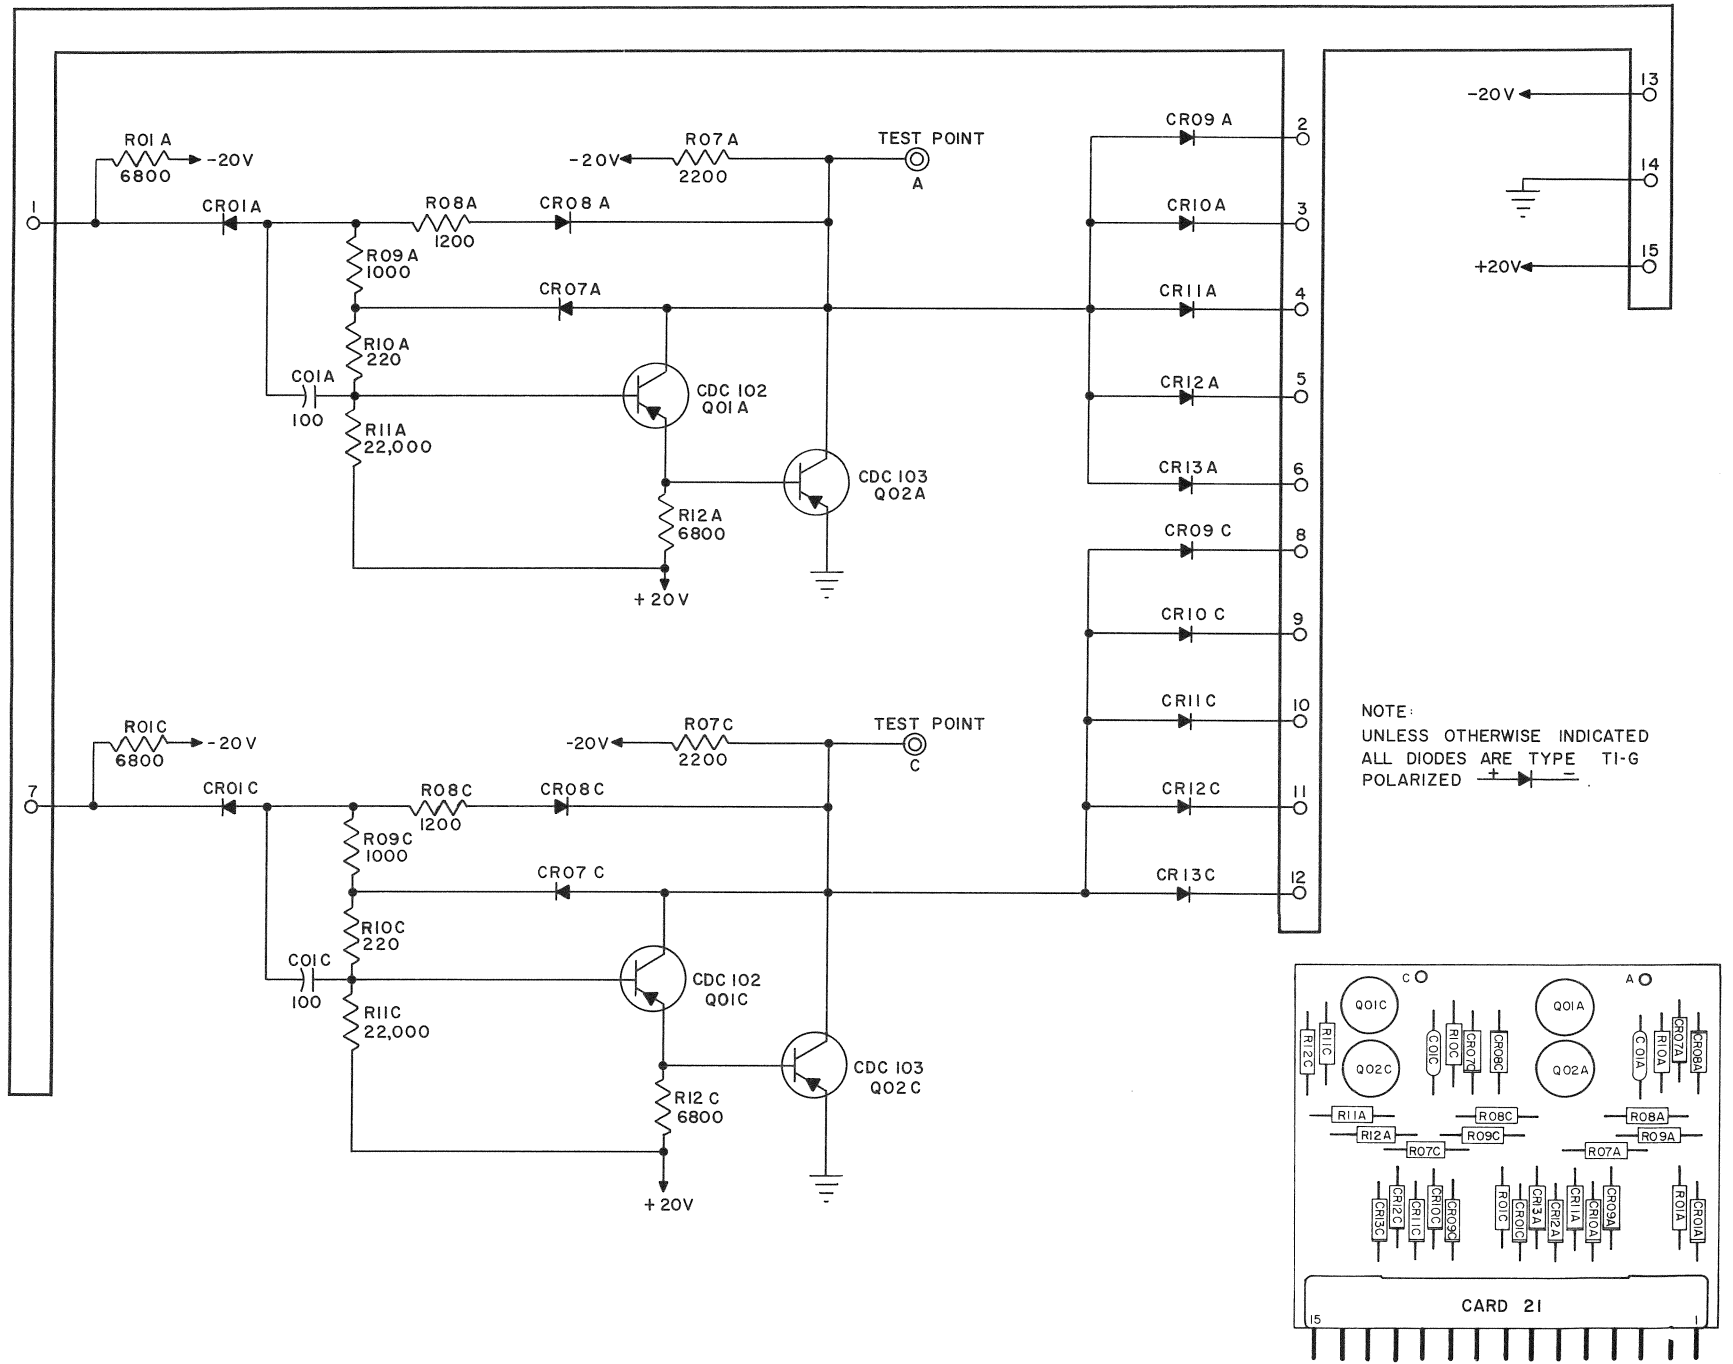 13
CR09 A
2
-20V
R01A
-20V
6800
R07A
-20V
2200
TEST POINT
A
14
1
CR01A
R08A
1200
CR08A
CR10A
3
R09A
1000
15
+20V
CR07A
CR11A
4
R10A
220
C01A
100
CDC 102
Q01A
CR12A
5
R11A
22,000
CDC 103
Q02A
CR13A
6
R12A
6800
+20V
CR09 C
8
CR10 C
9
CR11C
10
NOTE:
UNLESS OTHERWISE INDICATED
ALL DIODES ARE TYPE T1-G
POLARIZED + -
R01C
-20V
6800
R07C
-20V
2200
TEST POINT
C
7
CR01C
R08C
1200
CR08C
CR12C
11
R09C
1000
CR07 C
CR13C
12
R10C
220
C01C
100
CDC 102
Q01C
R11C
22,000
CDC 103
Q02C
R12 C
6800
+20V
C
A
Q01C
Q01A
R12C
R11C
C01C
R10C
CR07C
CR08C
C01A
R10A
CR07A
CR08A
Q02C
Q02A
R11A
R08C
R08A
R12A
R09C
R09A
R07C
R07A
CR13C
CR12C
CR11C
CR10C
CR09C
R01C
CR01C
CR13A
CR12A
CR11A
CR10A
CR09A
R01A
CR01A
CARD 21
15
1